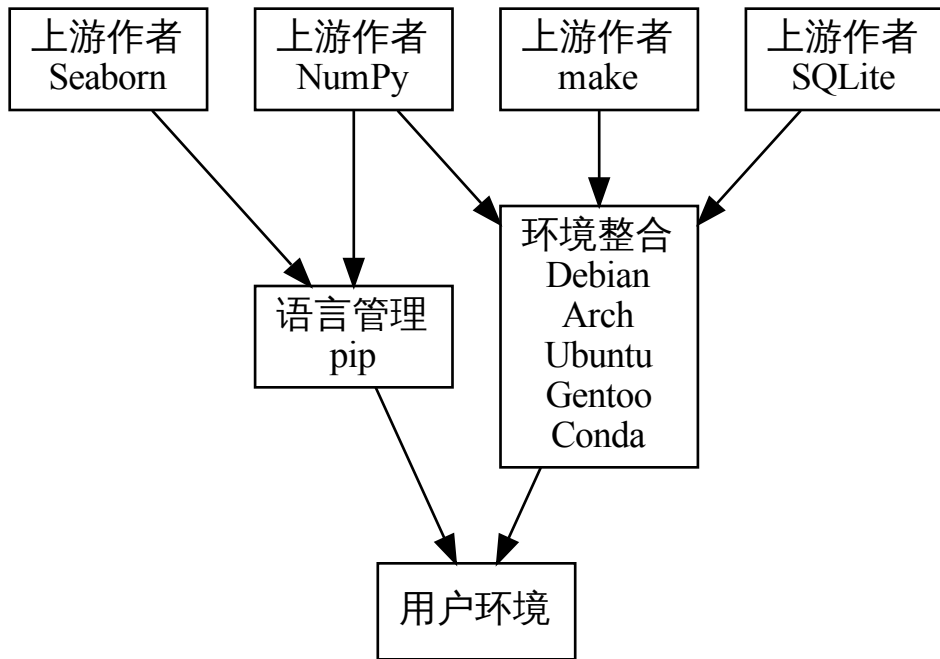 上游作者
Seaborn
上游作者
NumPy
上游作者
make
上游作者
SQLite
环境整合
Debian
Arch
Ubuntu
Gentoo
Conda
语言管理
pip
用户环境